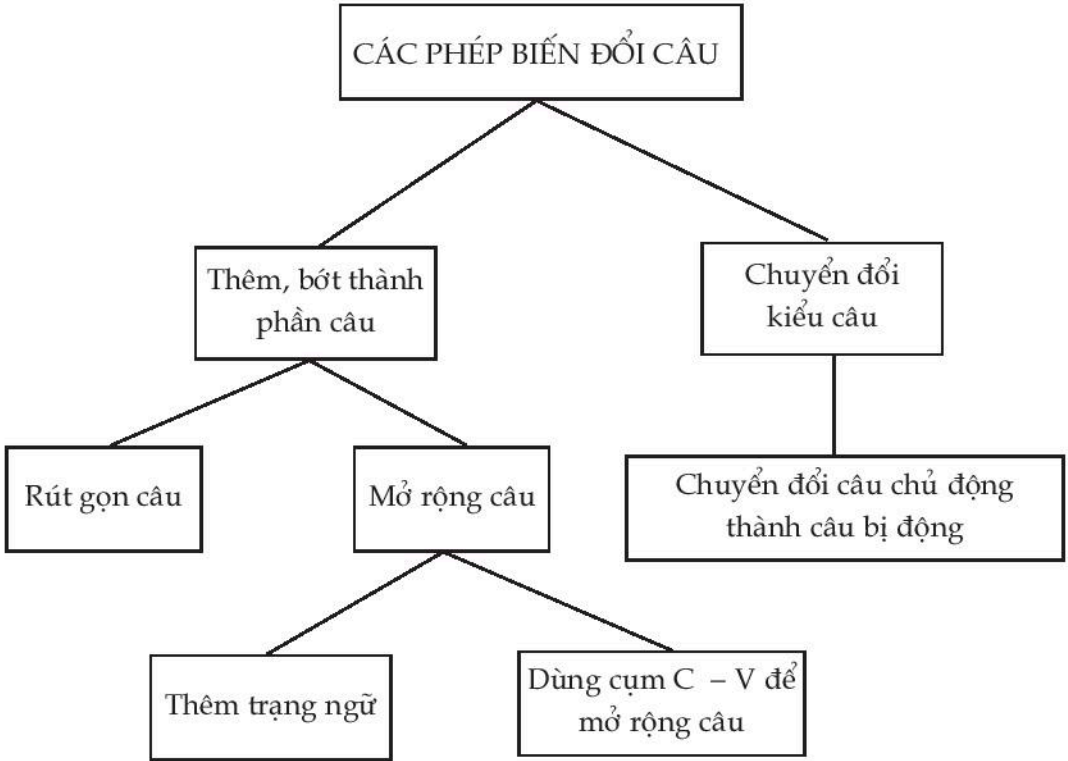 CÁC PHÉP BIẾN ĐỔI CÂU
Thêm, bớt thành
phần câu
Chuyển đổi
kiểu câu
Rút gọn câu
Mở rộng câu
Chuyển đổi câu chủ động
thành câu bị động
Thêm trạng ngữ
Dùng cụm C – V để
mở rộng câu